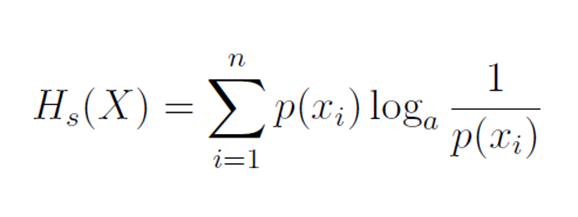 H_s(X) = \sum_{i=1}^{n} p(x_i) \log_a \frac{1}{p(x_i)}